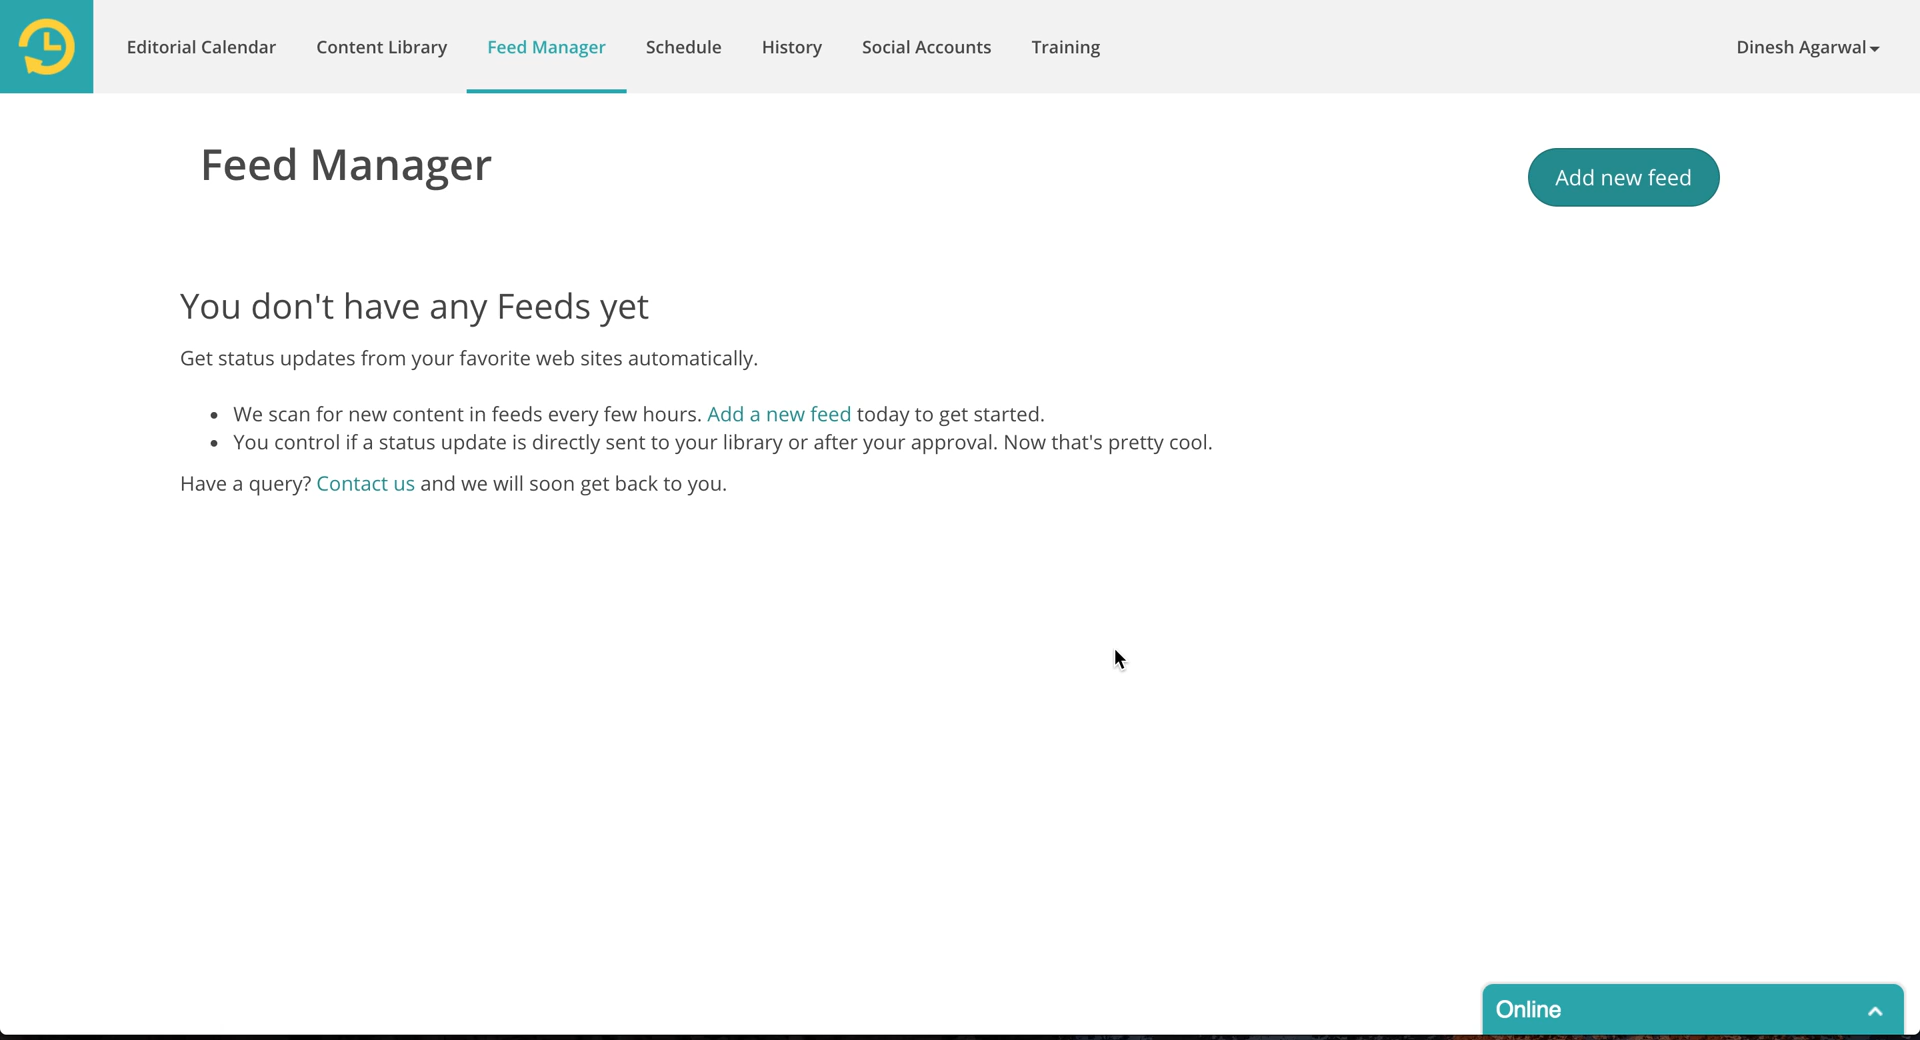 Editorial Calendar Content Library Feed Manager Schedule History Social Accounts Training Dinesh Agarwal
Feed Manager
Add new feed
You don't have any Feeds yet
Get status updates from your favorite web sites automatically.
We scan for new content in feeds every few hours. Add a new feed today to get started.
You control if a status update is directly sent to your library or after your approval. Now that's pretty cool.
Have a query? Contact us and we will soon get back to you.
Online